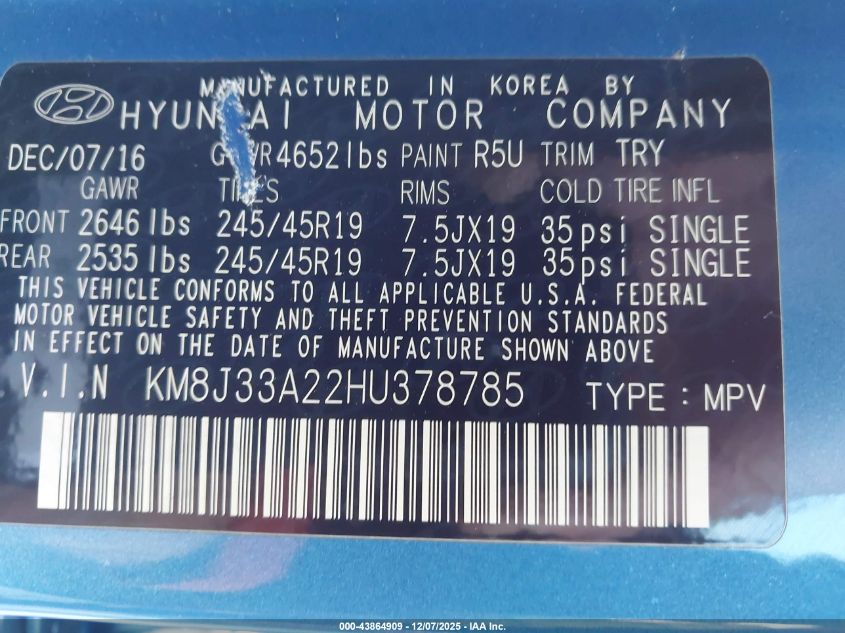 MANUFACTURED IN KOREA BY
HYUNDAI MOTOR COMPANY
DEC/07/16 GVWR 4652lbs PAINT R5U TRIM TRY
GAWR TIRES RIMS COLD TIRE INFL
FRONT 2646 lbs 245/45R19 7.5JX19 35psi SINGLE
REAR 2535 lbs 245/45R19 7.5JX19 35psi SINGLE
THIS VEHICLE CONFORMS TO ALL APPLICABLE U.S.A. FEDERAL
MOTOR VEHICLE SAFETY AND THEFT PREVENTION STANDARDS
IN EFFECT ON THE DATE OF MANUFACTURE SHOWN ABOVE.
V.I.N KM8J33A22HU378785 TYPE : MPV
000-43864909 - 12/07/2025 - IAA Inc.